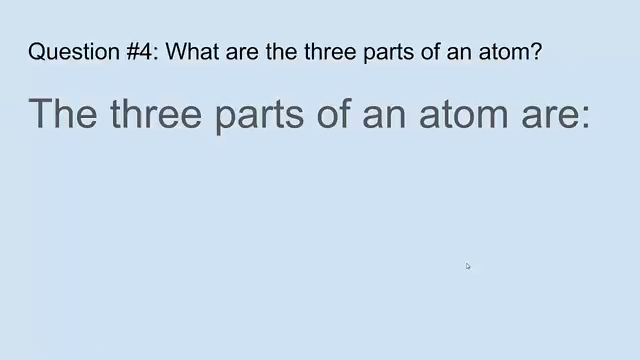 Question #4: What are the three parts of an atom?
The three parts of an atom are: